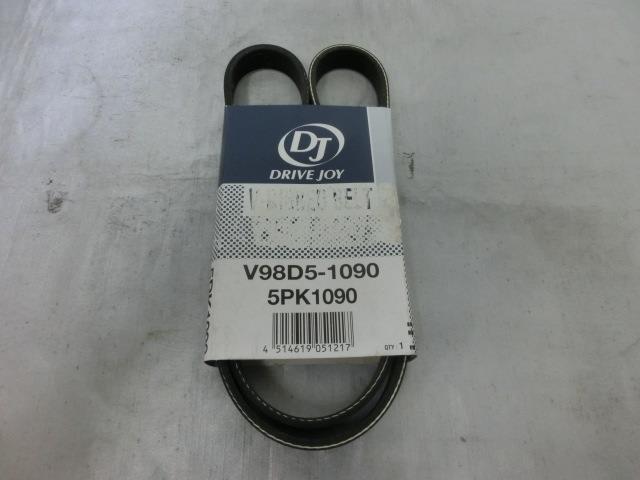 DJ
DRIVE JOY
V98D5-1090
5PK1090
4 514619 051217
QTY : 1